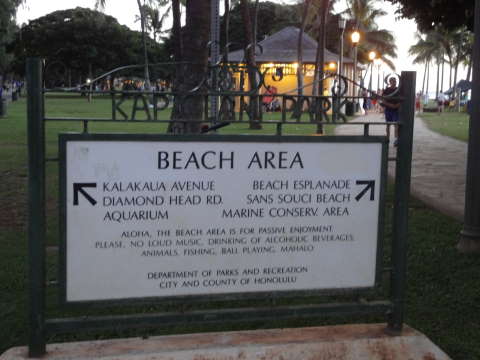 KAPIOLANI PARK
BEACH AREA
KALAKAUA AVENUE BEACH ESPLANADE
DIAMOND HEAD RD. SANS SOUCI BEACH
AQUARIUM MARINE CONSERV. AREA
ALOHA, THE BEACH AREA IS FOR PASSIVE ENJOYMENT
PLEASE, NO LOUD MUSIC, DRINKING OF ALCOHOLIC BEVERAGES,
ANIMALS, FISHING, BALL PLAYING, MAHALO
DEPARTMENT OF PARKS AND RECREATION
CITY AND COUNTY OF HONOLULU